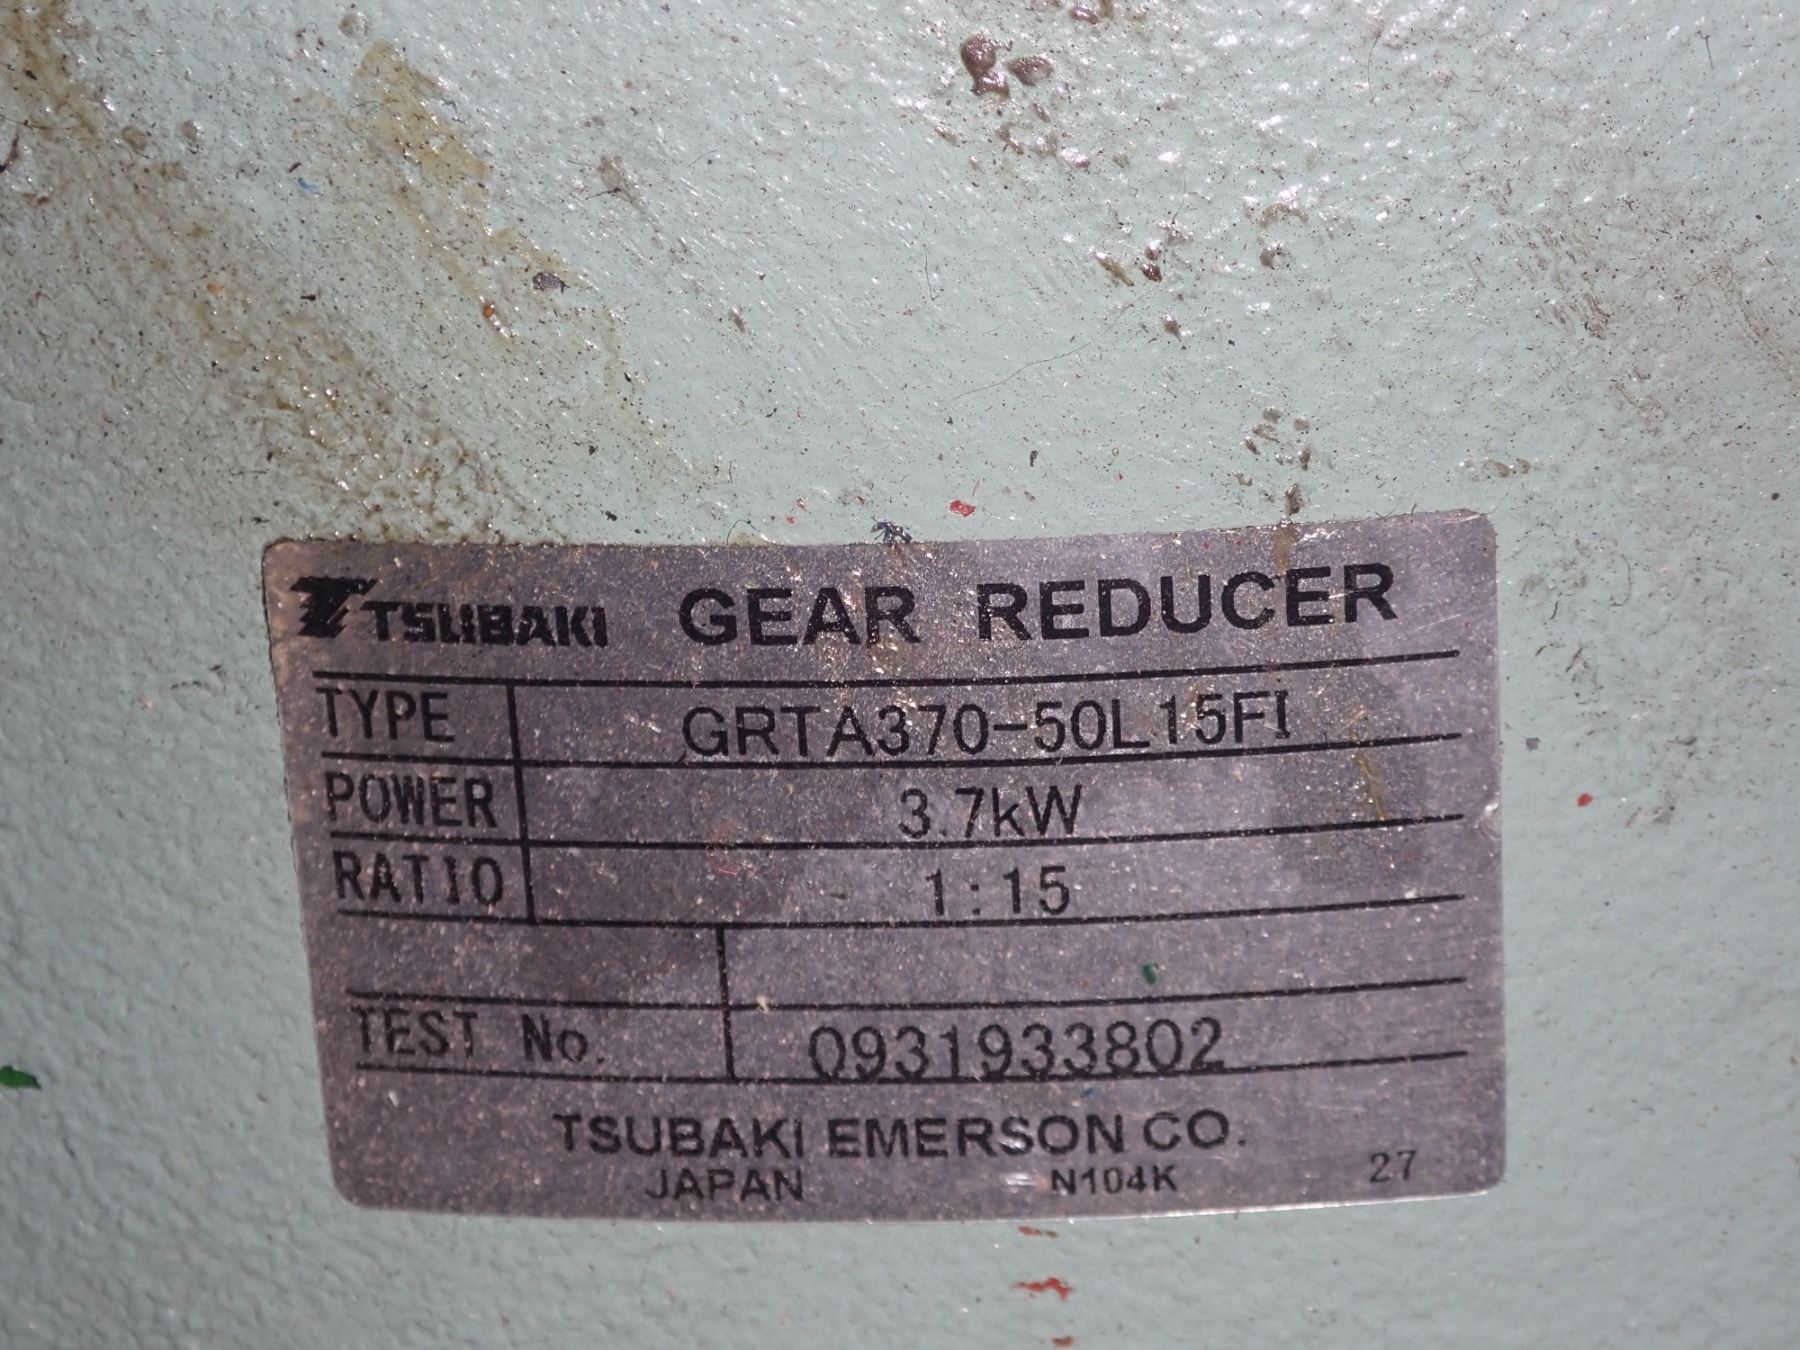 TSUBAKI GEAR REDUCER
TYPE GRTA370-50L15FI
POWER 3.7kW
RATIO 1:15
TEST No. 0931933802
TSUBAKI EMERSON CO.
JAPAN N104K 27